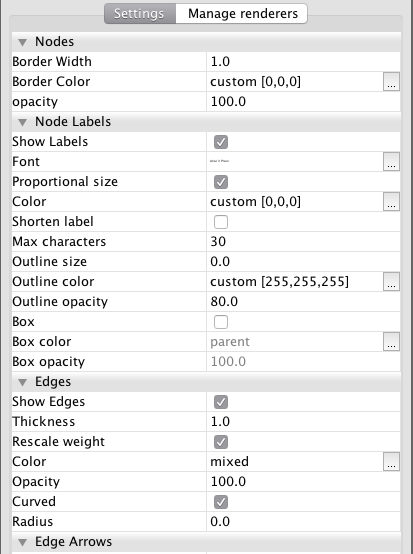 Settings Manage renderers
Nodes
Border Width 1.0
Border Color custom [0,0,0] ...
opacity 100.0
Node Labels
Show Labels
Font ...
Proportional size
Color custom [0,0,0] ...
Shorten label
Max characters 30
Outline size 0.0
Outline color custom [255,255,255] ...
Outline opacity 80.0
Box
Box color parent ...
Box opacity 100.0
Edges
Show Edges
Thickness 1.0
Rescale weight
Color mixed ...
Opacity 100.0
Curved
Radius 0.0
Edge Arrows